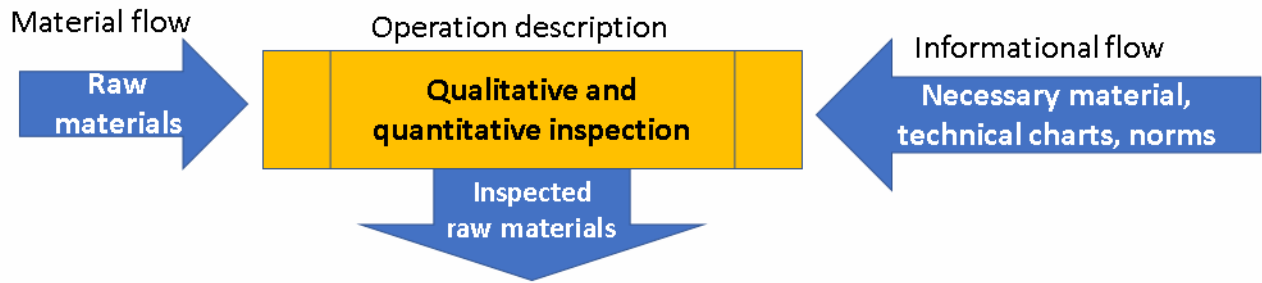 Material flow
Operation description
Informational flow
Raw
materials
Qualitative and
quantitative inspection
Necessary material,
technical charts, norms
Inspected
raw materials